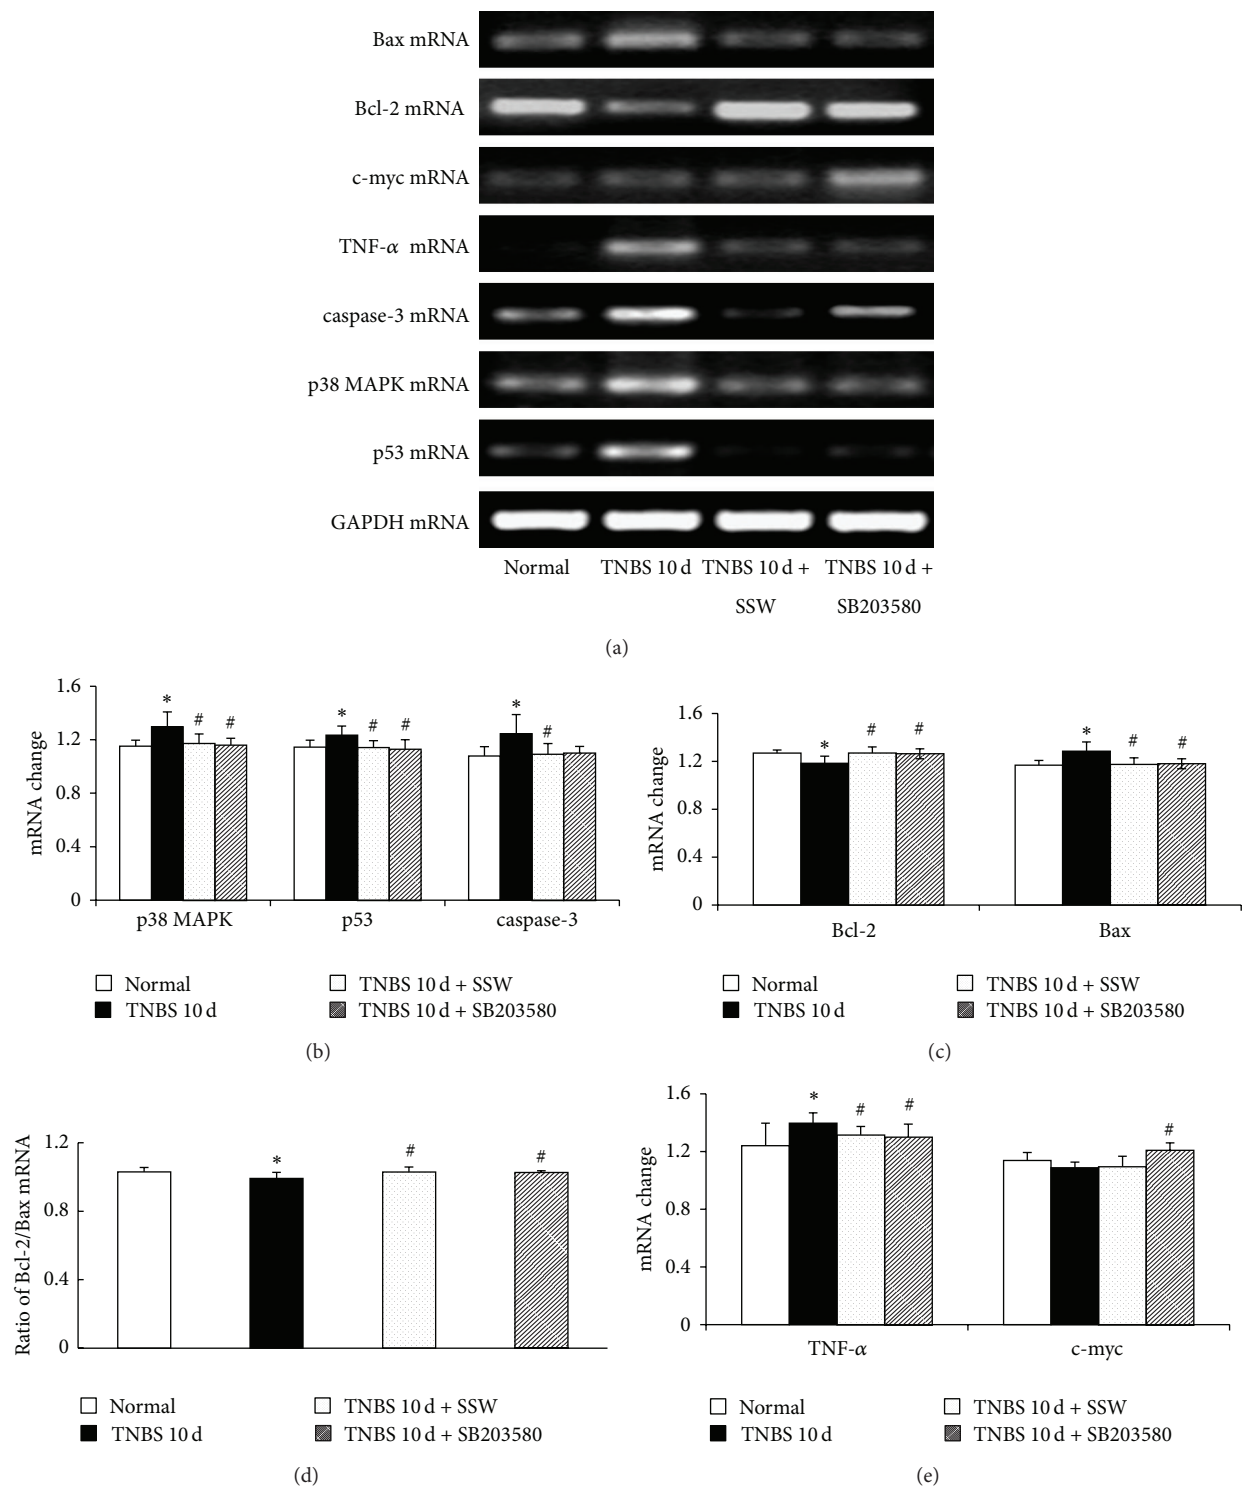 Bax mRNA
Bcl-2 mRNA
c-myc mRNA
TNF-α mRNA
caspase-3 mRNA
p38 MAPK mRNA
p53 mRNA
GAPDH mRNA
Normal TNBS 10 d TNBS 10 d + TNBS 10 d +
SSW SB203580
(a)
1.6
1.2
0.8
0.4
0
mRNA change
* # #
* # #
* #
p38 MAPK p53 caspase-3
Normal TNBS 10 d + SSW
TNBS 10 d TNBS 10 d + SB203580
(b)
1.6
1.2
0.8
0.4
0
mRNA change
* # #
* # #
Bcl-2 Bax
Normal TNBS 10 d + SSW
TNBS 10 d TNBS 10 d + SB203580
(c)
1.2
0.8
0.4
0
Ratio of Bcl-2/Bax mRNA
* # #
Normal TNBS 10 d + SSW
TNBS 10 d TNBS 10 d + SB203580
(d)
1.6
1.2
0.8
0.4
0
mRNA change
* # #
#
TNF-α c-myc
Normal TNBS 10 d + SSW
TNBS 10 d TNBS 10 d + SB203580
(e)